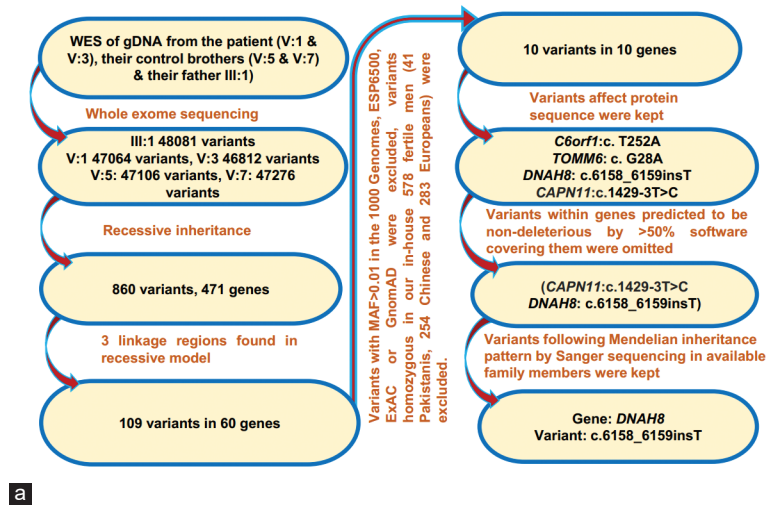 WES of gDNA from the patient (V:1 &
V:3), their control brothers (V:5 & V:7)
& their father III:1)
Whole exome sequencing
III:1 48081 variants
V:1 47064 variants, V:3 46812 variants
V:5: 47106 variants, V:7: 47276
variants
Recessive inheritance
860 variants, 471 genes
3 linkage regions found in
recessive model
109 variants in 60 genes
Variants with MAF>0.01 in the 1000 Genomes, ESP6500,
ExAC or GnomAD were excluded, variants
homozygous in our in-house 578 fertile men (41
Pakistanis, 254 Chinese and 283 Europeans) were
excluded.
10 variants in 10 genes
Variants affect protein
sequence were kept
C6orf1:c. T252A
TOMM6: c. G28A
DNAH8: c.6158_6159insT
CAPN11:c.1429-3T>C
Variants within genes predicted to be
non-deleterious by >50% software
covering them were omitted
(CAPN11:c.1429-3T>C
DNAH8: c.6158_6159insT)
Variants following Mendelian inheritance
pattern by Sanger sequencing in available
family members were kept
Gene: DNAH8
Variant: c.6158_6159insT
a